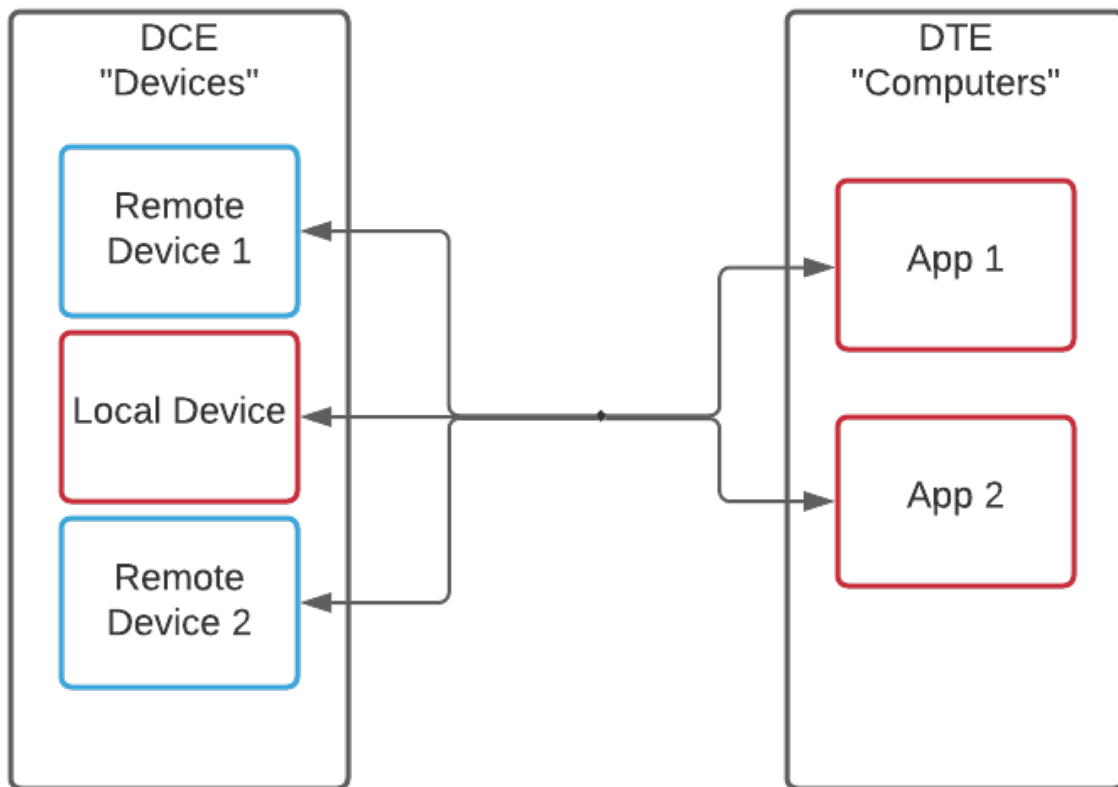 DCE
"Devices"
Remote
Device 1
Local Device
Remote
Device 2
DTE
"Computers"
App 1
App 2